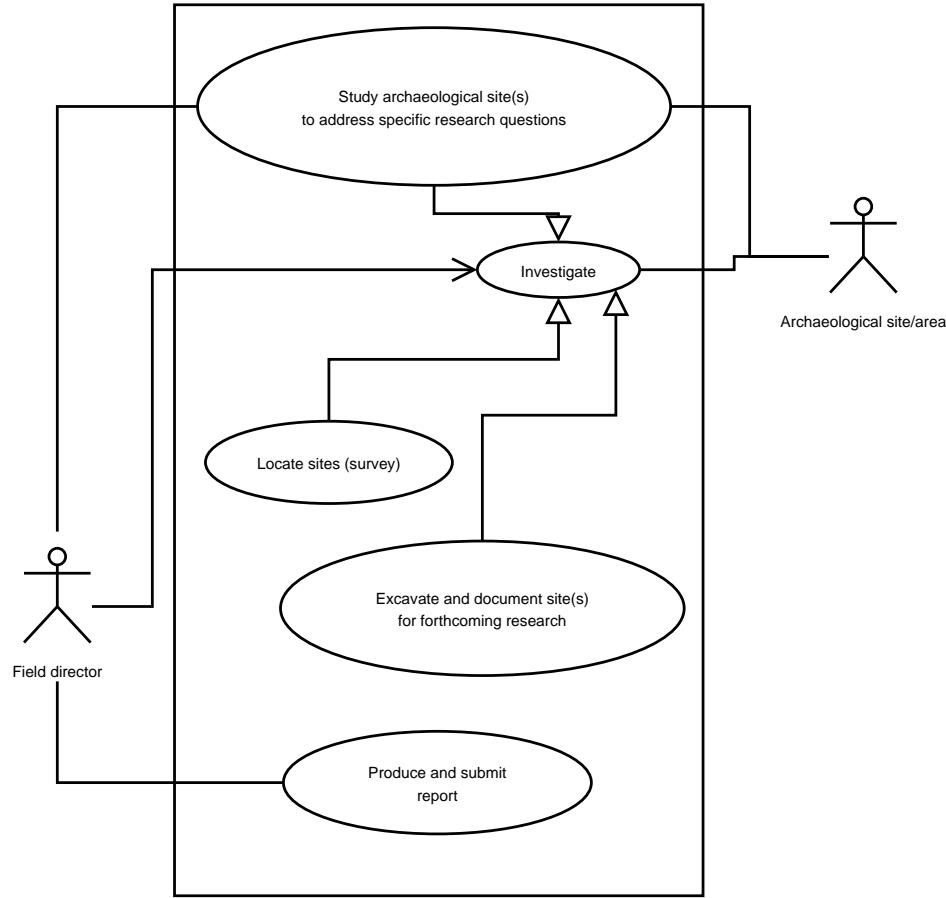 Study archaeological site(s)
to address specific research questions
Investigate
Archaeological site/area
Locate sites (survey)
Excavate and document site(s)
for forthcoming research
Field director
Produce and submit
report